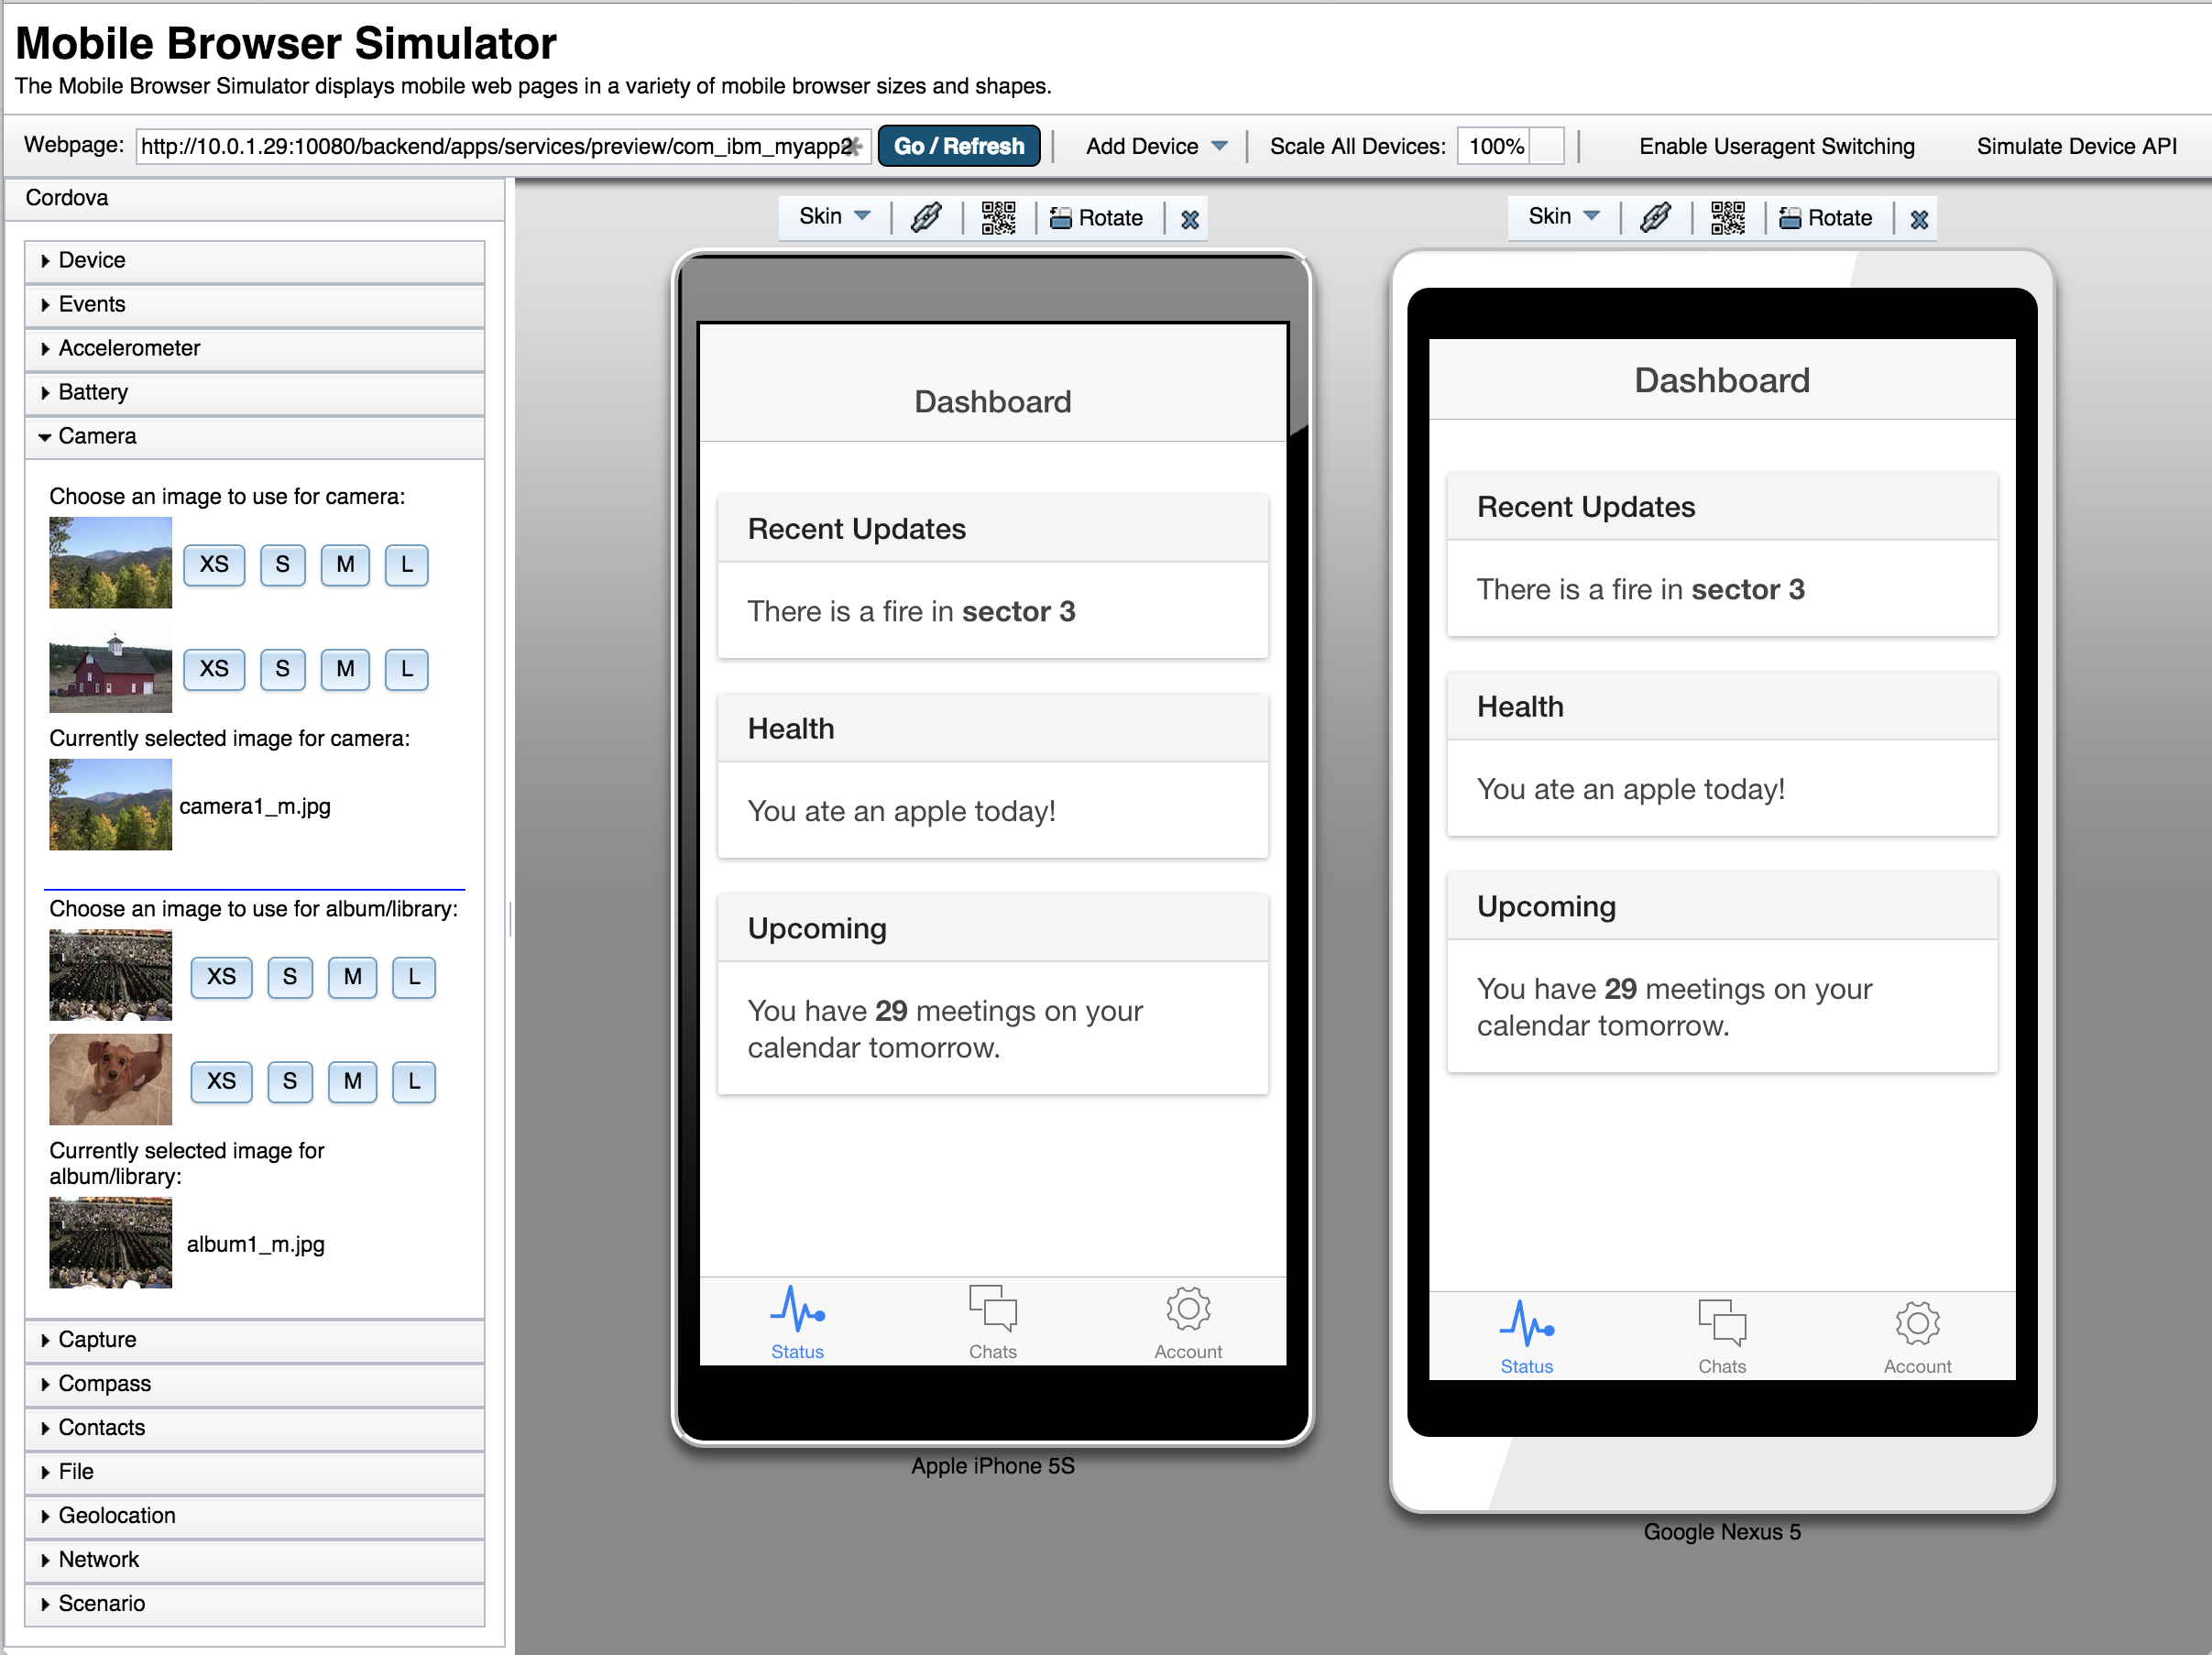 Mobile Browser Simulator
The Mobile Browser Simulator displays mobile web pages in a variety of mobile browser sizes and shapes.
Webpage: http://10.0.1.29:10080/backend/apps/services/preview/com_ibm_myapp2 Go / Refresh Add Device Scale All Devices: 100% Enable Useragent Switching Simulate Device API
Cordova
Device
Events
Accelerometer
Battery
Camera
Choose an image to use for camera:
XS S M L
XS S M L
Currently selected image for camera:
camera1_m.jpg
Choose an image to use for album/library:
XS S M L
XS S M L
Currently selected image for
album/library:
album1_m.jpg
Capture
Compass
Contacts
File
Geolocation
Network
Scenario
Skin Rotate
Dashboard
Recent Updates
There is a fire in sector 3
Health
You ate an apple today!
Upcoming
You have 29 meetings on your
calendar tomorrow.
Status Chats Account
Apple iPhone 5S
Skin Rotate
Dashboard
Recent Updates
There is a fire in sector 3
Health
You ate an apple today!
Upcoming
You have 29 meetings on your
calendar tomorrow.
Status Chats Account
Google Nexus 5